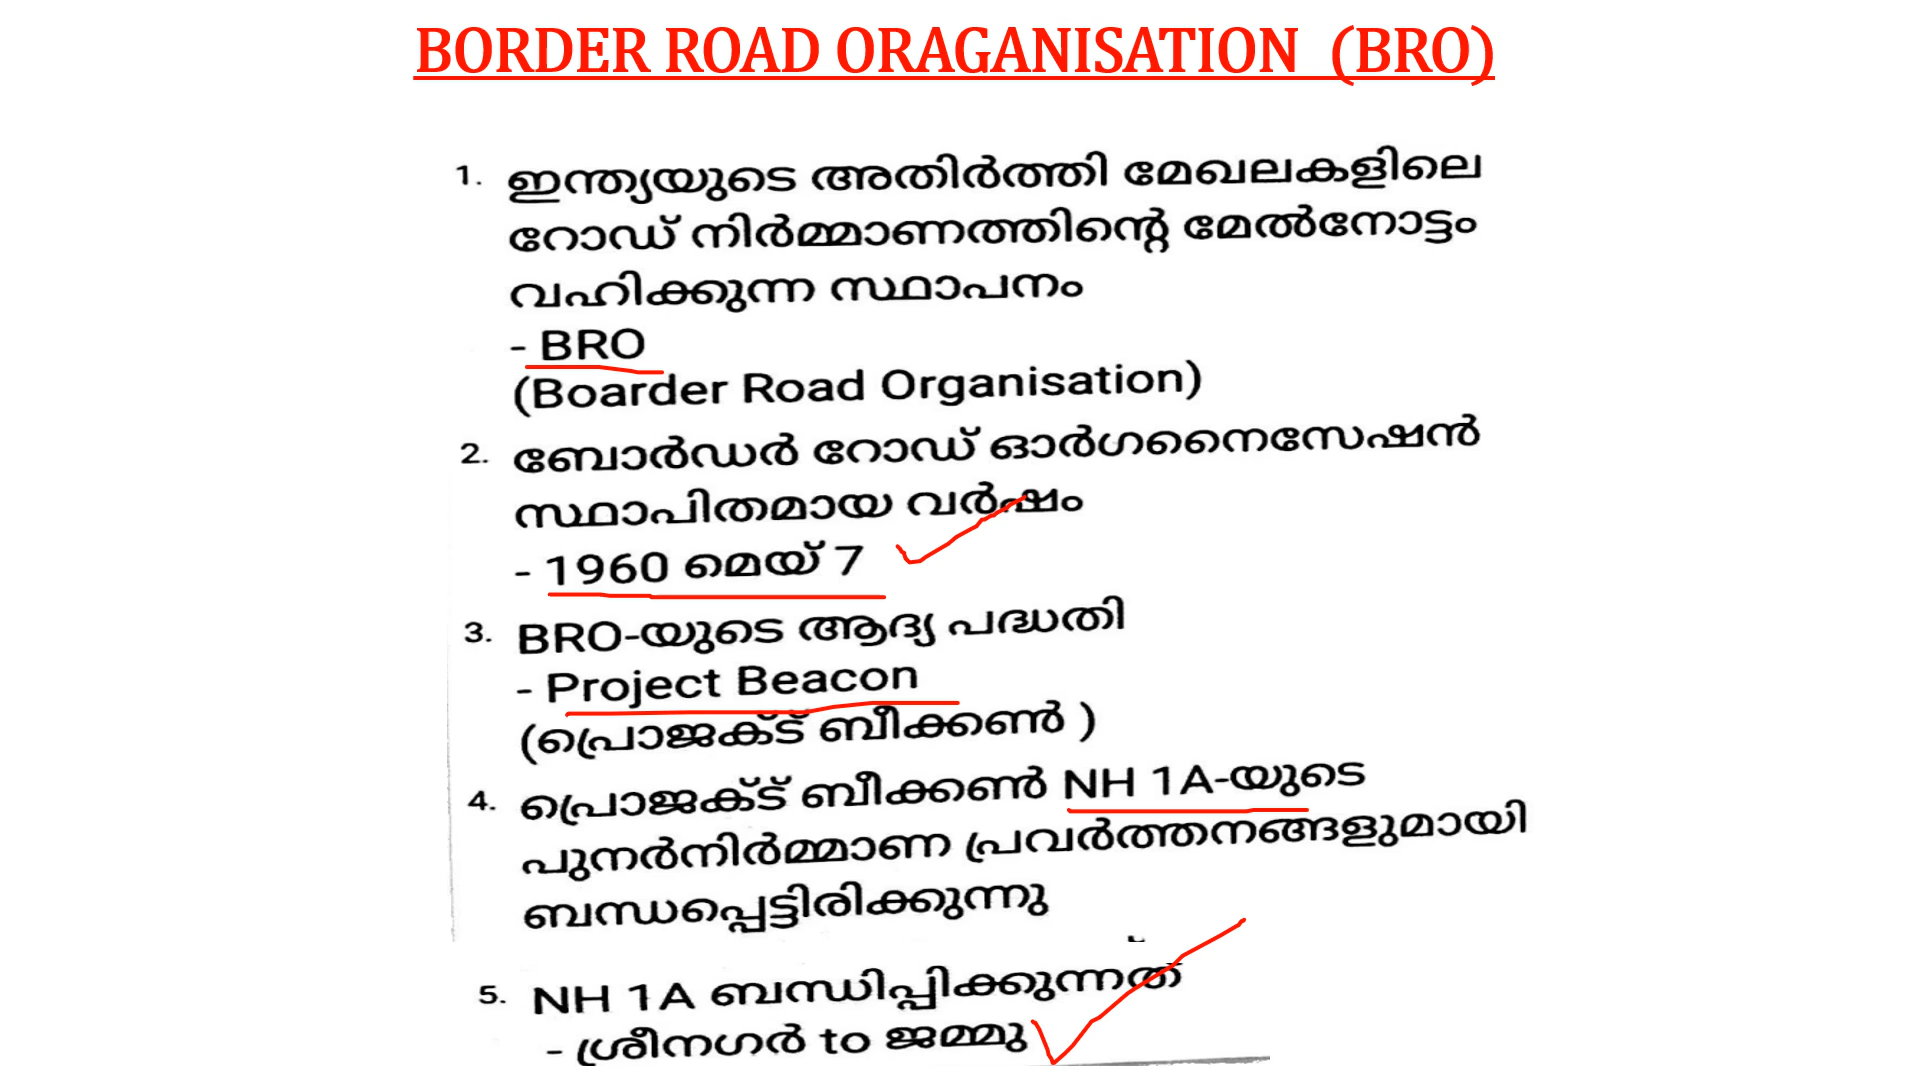 BORDER ROAD ORAGANISATION (BRO)
1. ഇന്ത്യയുടെ അതിർത്തി മേഖലകളിലെ
റോഡ് നിർമ്മാണത്തിന്റെ മേൽനോട്ടം
വഹിക്കുന്ന സ്ഥാപനം
- BRO
(Boarder Road Organisation)
2. ബോർഡർ റോഡ് ഓർഗനൈസേഷൻ
സ്ഥാപിതമായ വർഷം
- 1960 മെയ് 7
3. BRO-യുടെ ആദ്യ പദ്ധതി
- Project Beacon
(പ്രൊജക്ട് ബീക്കൺ )
4. പ്രൊജക്ട് ബീക്കൺ NH 1A-യുടെ
പുനർനിർമ്മാണ പ്രവർത്തനങ്ങളുമായി
ബന്ധപ്പെട്ടിരിക്കുന്നു
5. NH 1A ബന്ധിപ്പിക്കുന്നത്
- ശ്രീനഗർ to ജമ്മു